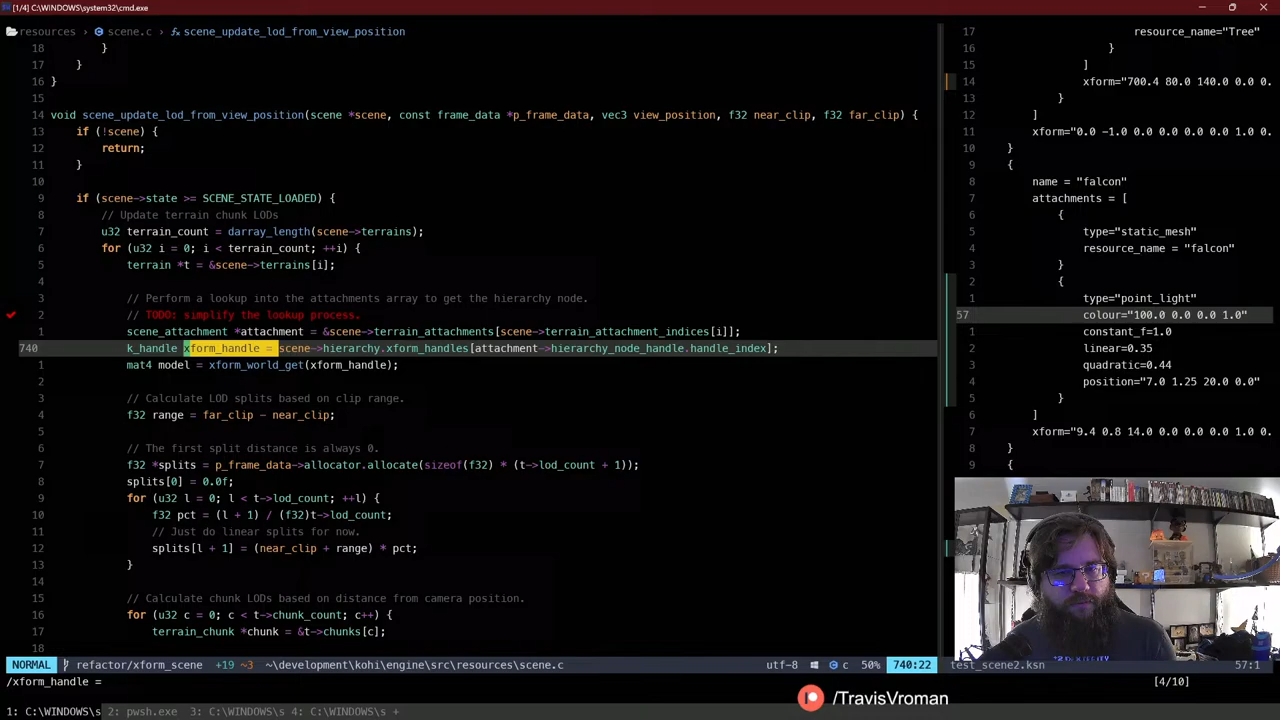 [1/4] C:\WINDOWS\system32\cmd.exe
resources > scene.c > scene_update_lod_from_view_position
18 }
17 }
16 }
15
14 void scene_update_lod_from_view_position(scene *scene, const frame_data *p_frame_data, vec3 view_position, f32 near_clip, f32 far_clip) {
13 if (!scene) {
12 return;
11 }
10
9 if (scene->state >= SCENE_STATE_LOADED) {
8 // Update terrain chunk LODs
7 u32 terrain_count = darray_length(scene->terrains);
6 for (u32 i = 0; i < terrain_count; ++i) {
5 terrain *t = &scene->terrains[i];
4
3 // Perform a lookup into the attachments array to get the hierarchy node.
2 // TODO: simplify the lookup process.
1 scene_attachment *attachment = &scene->terrain_attachments[scene->terrain_attachment_indices[i]];
740 k_handle xform_handle = scene->hierarchy.xform_handles[attachment->hierarchy_node_handle.handle_index];
1 mat4 model = xform_world_get(xform_handle);
2
3 // Calculate LOD splits based on clip range.
4 f32 range = far_clip - near_clip;
5
6 // The first split distance is always 0.
7 f32 *splits = p_frame_data->allocator.allocate(sizeof(f32) * (t->lod_count + 1));
8 splits[0] = 0.0f;
9 for (u32 l = 0; l < t->lod_count; ++l) {
10 f32 pct = (l + 1) / (f32)t->lod_count;
11 // Just do linear splits for now.
12 splits[l + 1] = (near_clip + range) * pct;
13 }
14
15 // Calculate chunk LODs based on distance from camera position.
16 for (u32 c = 0; c < t->chunk_count; c++) {
17 terrain_chunk *chunk = &t->chunks[c];
18
NORMAL refactor/xform_scene +19 ~3 ~\development\kohi\engine\src\resources\scene.c utf-8 c 50% 740:22
/xform_handle = [4/10]
1: C:\WINDOWS\s 2: pwsh.exe 3: C:\WINDOWS\s 4: C:\WINDOWS\s +
17 resource_name="Tree"
16 }
15 ]
14 xform="700.4 80.0 140.0 0.0 0.
13 }
12 ]
11 xform="0.0 -1.0 0.0 0.0 0.0 1.0 0.
10 }
9 {
8 name = "falcon"
7 attachments = [
6 {
5 type="static_mesh"
4 resource_name = "falcon"
3 }
2 {
1 type="point_light"
57 colour="100.0 0.0 0.0 1.0"
1 constant_f=1.0
2 linear=0.35
3 quadratic=0.44
4 position="7.0 1.25 20.0 0.0"
5 }
6 ]
7 xform="9.4 0.8 14.0 0.0 0.0 0.0 1.0 0.
8 }
9 {
test_scene2.ksn 57:1
/TravisVroman